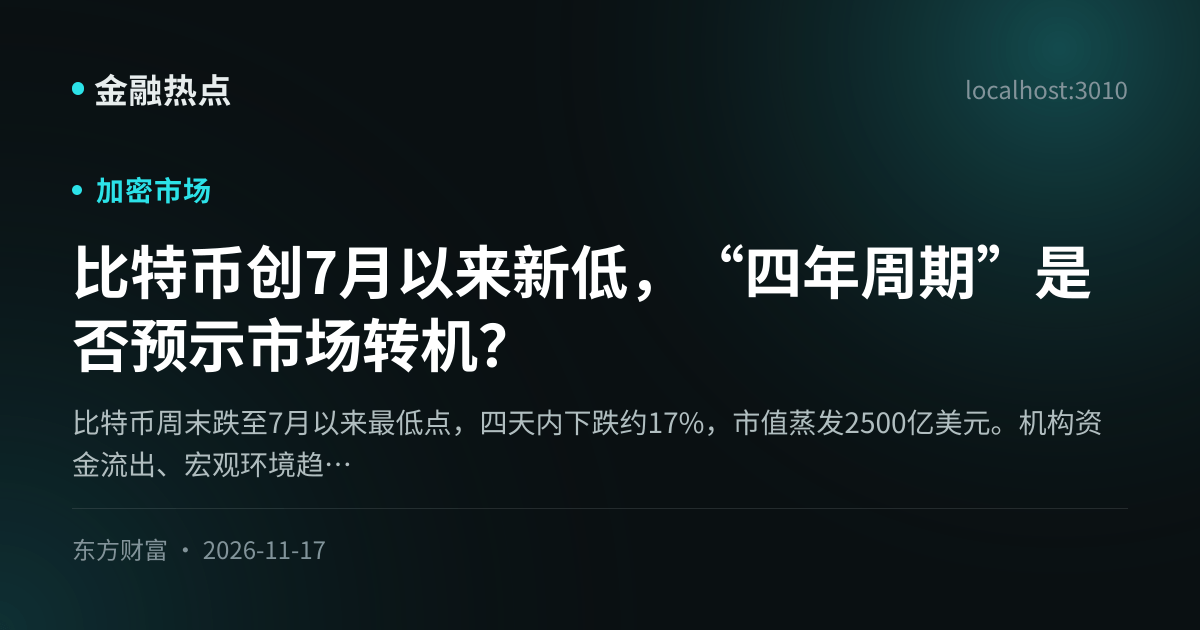 金融热点
localhost:3010
加密市场
比特币创7月以来新低，“四年周期”是
否预示市场转机？
比特币周末跌至7月以来最低点，四天内下跌约17%，市值蒸发2500亿美元。机构资
金流出、宏观环境趋…
东方财富 • 2026-11-17